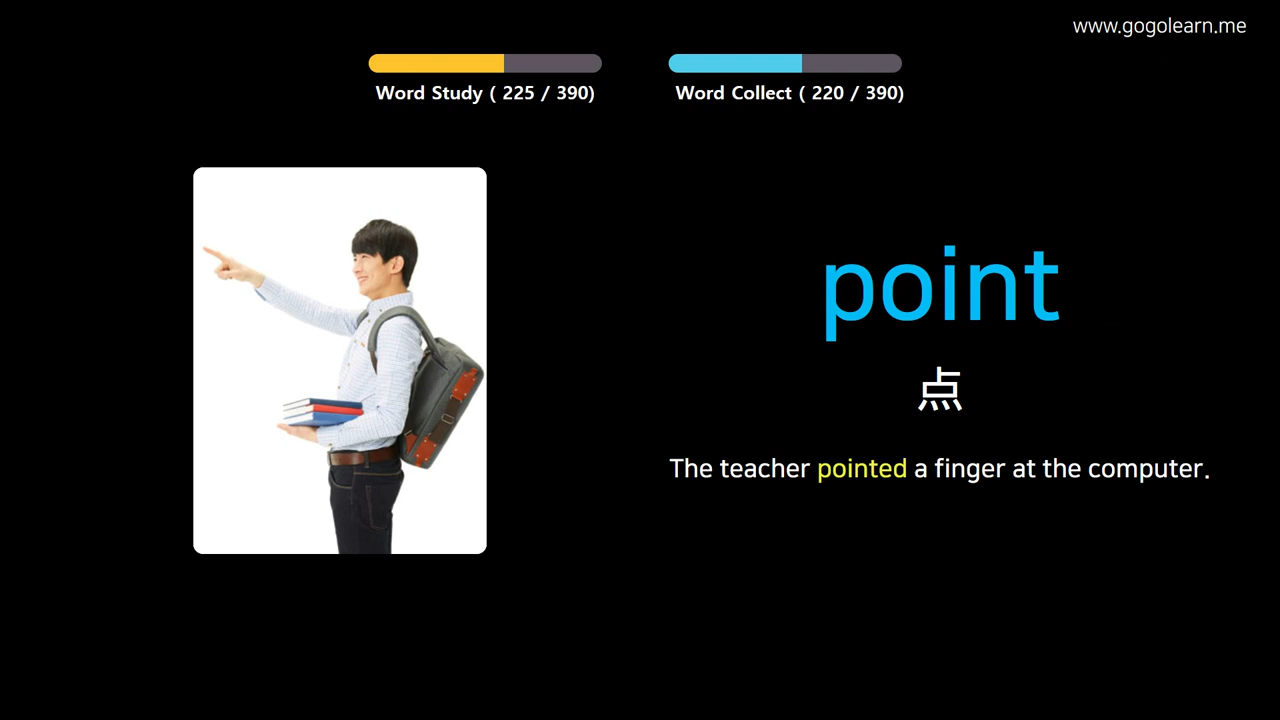 www.gogolearn.me
Word Study ( 225 / 390)
Word Collect ( 220 / 390)
point
点
The teacher pointed a finger at the computer.